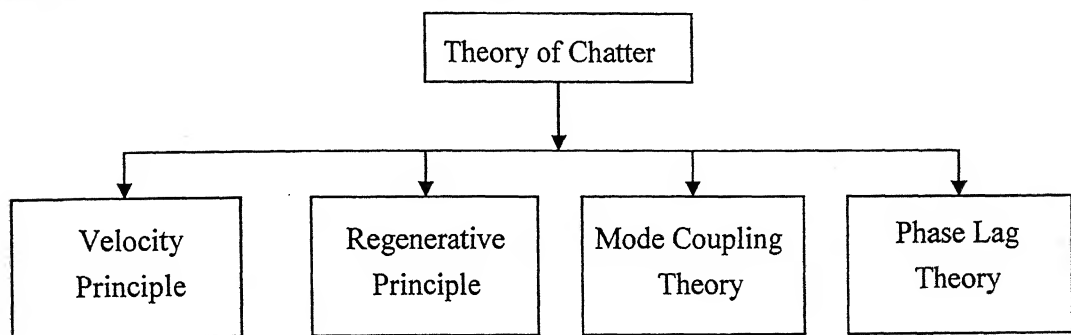 Theory of Chatter
Velocity
Principle
Regenerative
Principle
Mode Coupling
Theory
Phase Lag
Theory